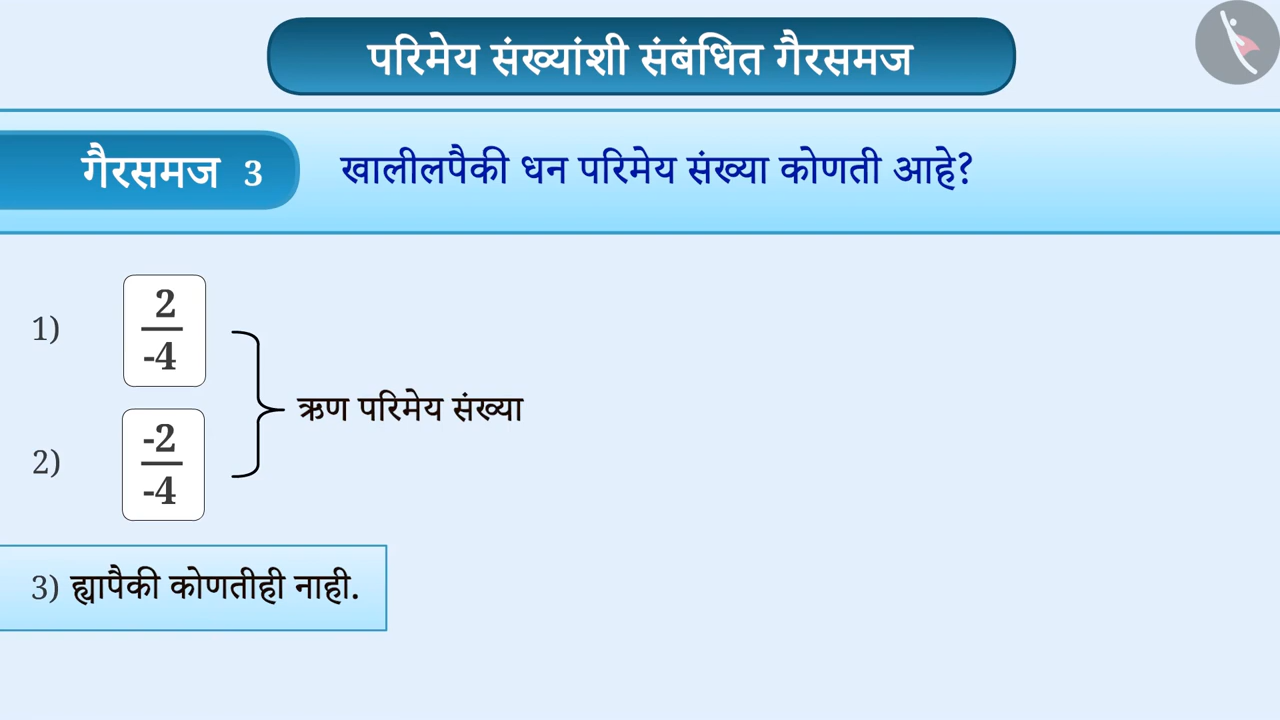 परिमेय संख्यांशी संबंधित गैरसमज
गैरसमज 3
खालीलपैकी धन परिमेय संख्या कोणती आहे?
1)
2
-4
2)
-2
-4
ऋण परिमेय संख्या
3) ह्यापैकी कोणतीही नाही.